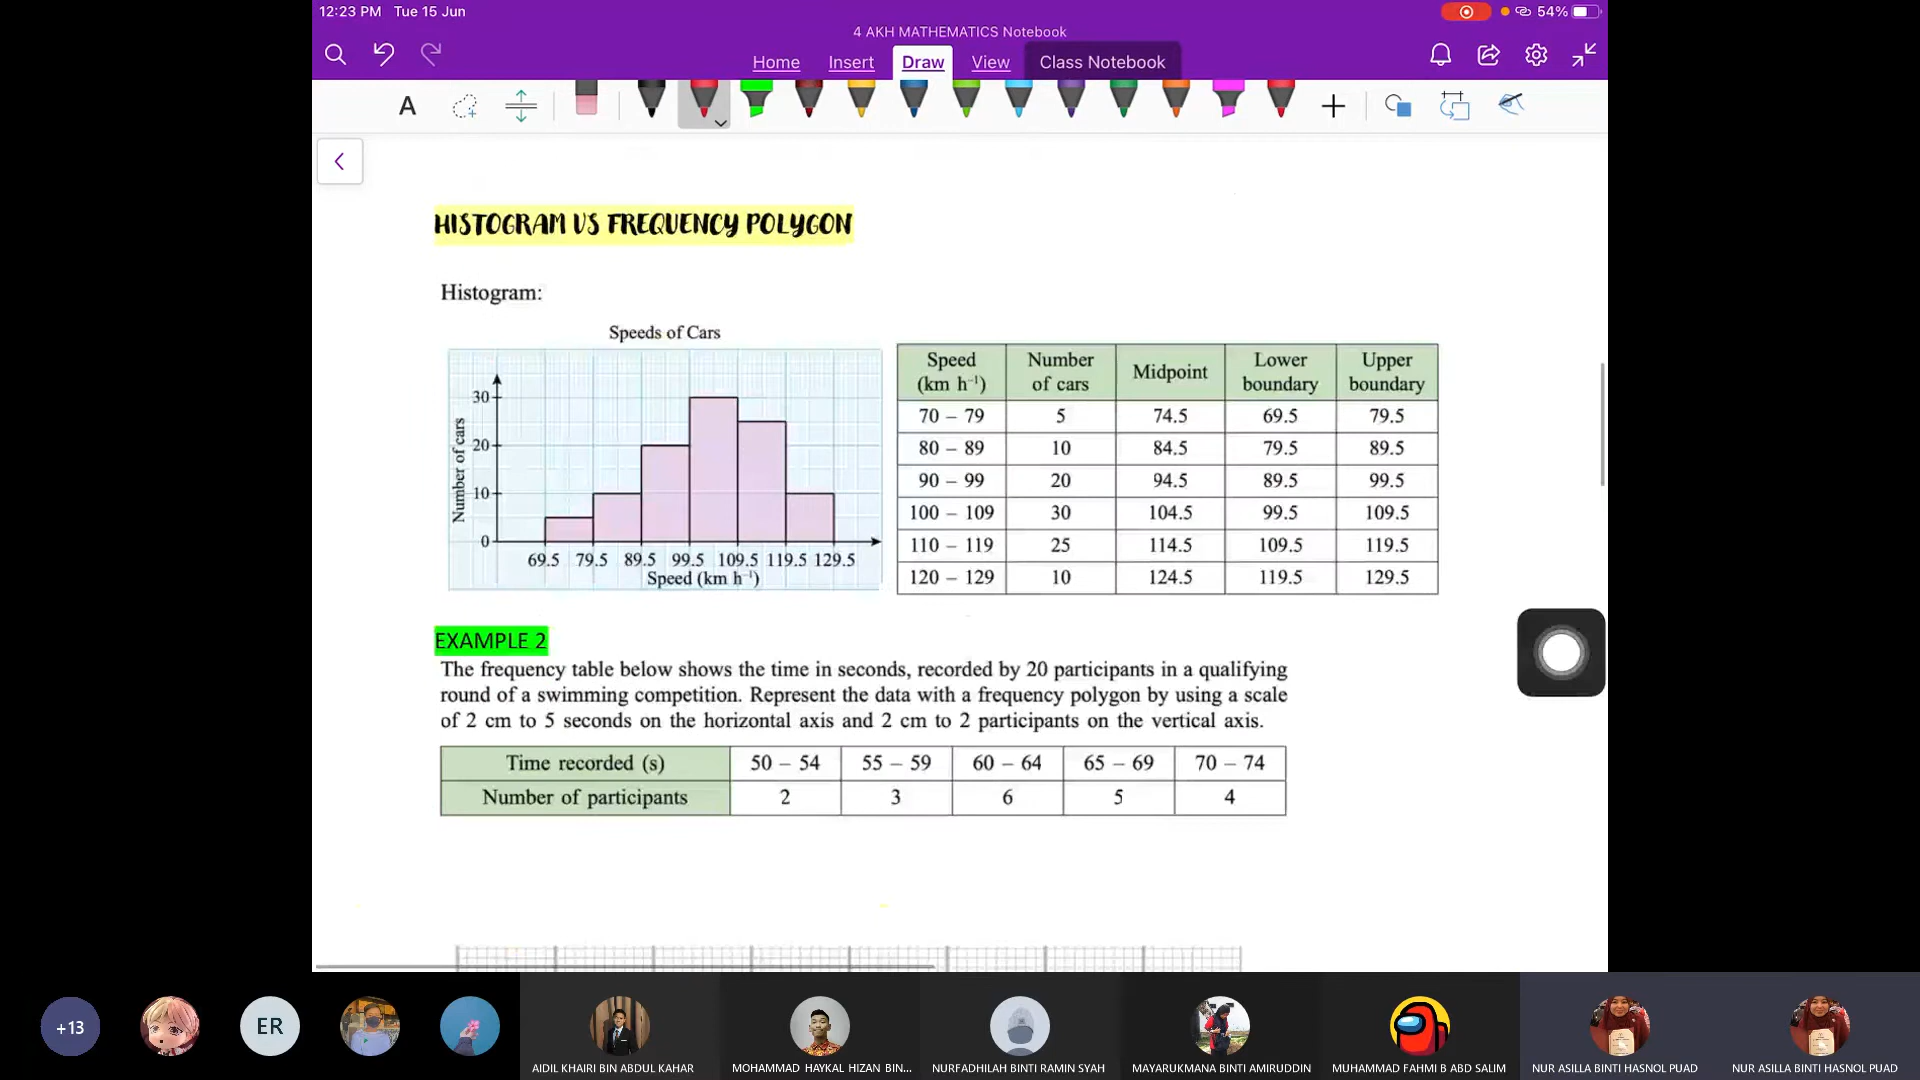 12:23 PM Tue 15 Jun
54%
4 AKH MATHEMATICS Notebook
Home Insert Draw View Class Notebook
A
HISTOGRAM VS FREQUENCY POLYGON
Histogram:
Speeds of Cars
Number of cars
30
20
10
0
69.5 79.5 89.5 99.5 109.5 119.5 129.5
Speed (km h⁻¹)
Speed (km h⁻¹) Number of cars Midpoint Lower boundary Upper boundary
70 – 79 5 74.5 69.5 79.5
80 – 89 10 84.5 79.5 89.5
90 – 99 20 94.5 89.5 99.5
100 – 109 30 104.5 99.5 109.5
110 – 119 25 114.5 109.5 119.5
120 – 129 10 124.5 119.5 129.5
EXAMPLE 2
The frequency table below shows the time in seconds, recorded by 20 participants in a qualifying
round of a swimming competition. Represent the data with a frequency polygon by using a scale
of 2 cm to 5 seconds on the horizontal axis and 2 cm to 2 participants on the vertical axis.
Time recorded (s) 50 – 54 55 – 59 60 – 64 65 – 69 70 – 74
Number of participants 2 3 6 5 4
+13
ER
AIDIL KHAIRI BIN ABDUL KAHAR
MOHAMMAD HAYKAL HIZAN BIN...
NURFADHILAH BINTI RAMIN SYAH
MAYARUKMANA BINTI AMIRUDDIN
MUHAMMAD FAHMI B ABD SALIM
NUR ASILLA BINTI HASNOL PUAD
NUR ASILLA BINTI HASNOL PUAD